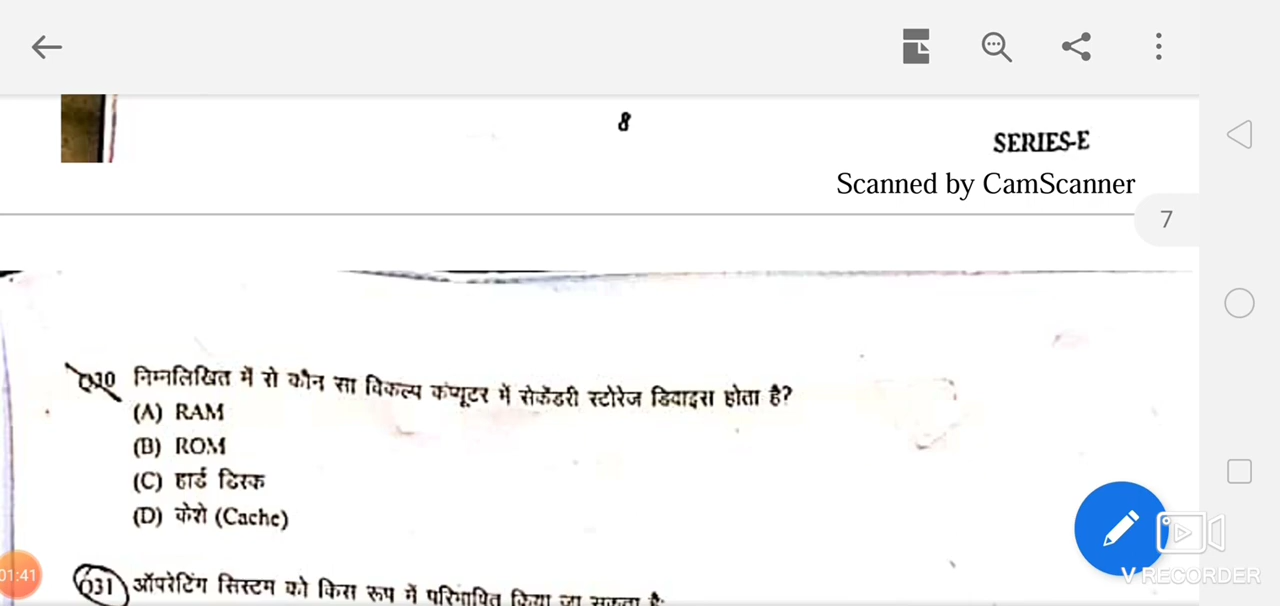 8
SERIES-E
Scanned by CamScanner
7
Q30 निम्नलिखित में से कौन सा विकल्प कंप्यूटर में सेकेंडरी स्टोरेज डिवाइस होता है?
(A) RAM
(B) ROM
(C) हार्ड डिस्क
(D) केशे (Cache)
01:41
Q31 ऑपरेटिंग सिस्टम को किस रूप में परिभाषित किया जा सकता है:
V RECORDER